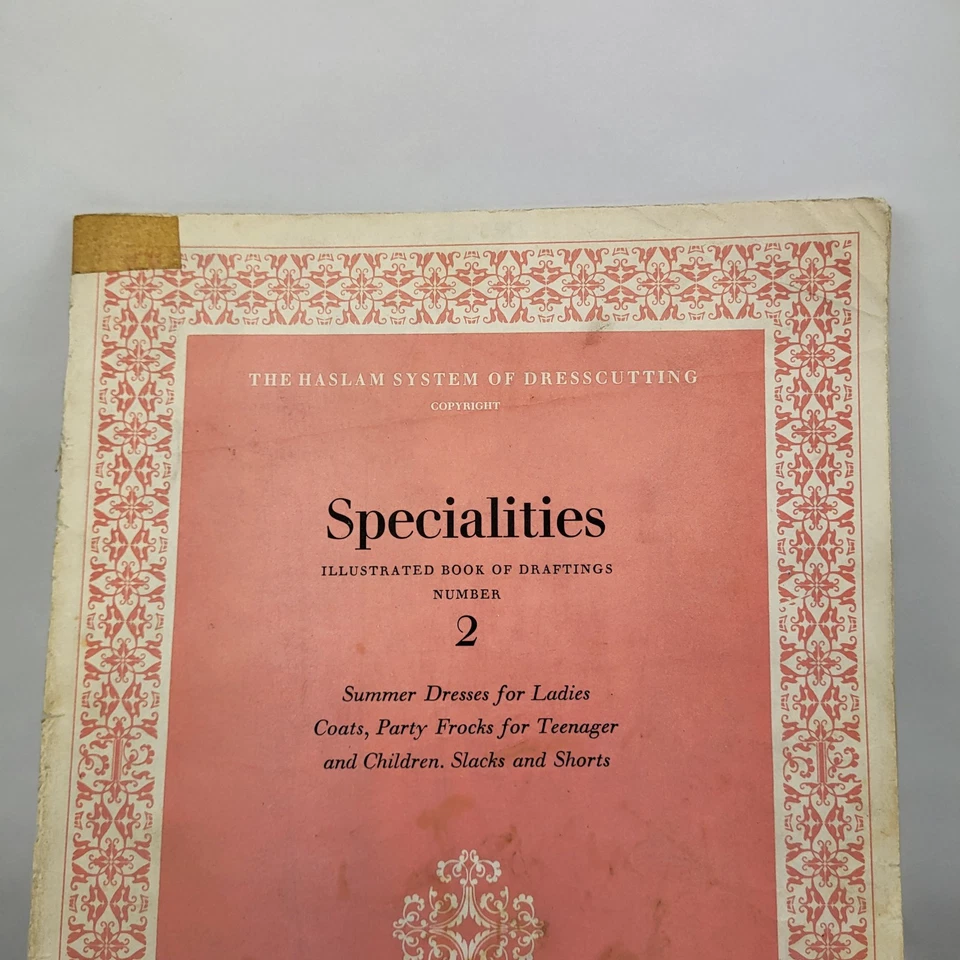 THE HASLAM SYSTEM OF DRESSCUTTING
COPYRIGHT
Specialities
ILLUSTRATED BOOK OF DRAFTINGS
NUMBER
2
Summer Dresses for Ladies
Coats, Party Frocks for Teenager
and Children. Slacks and Shorts